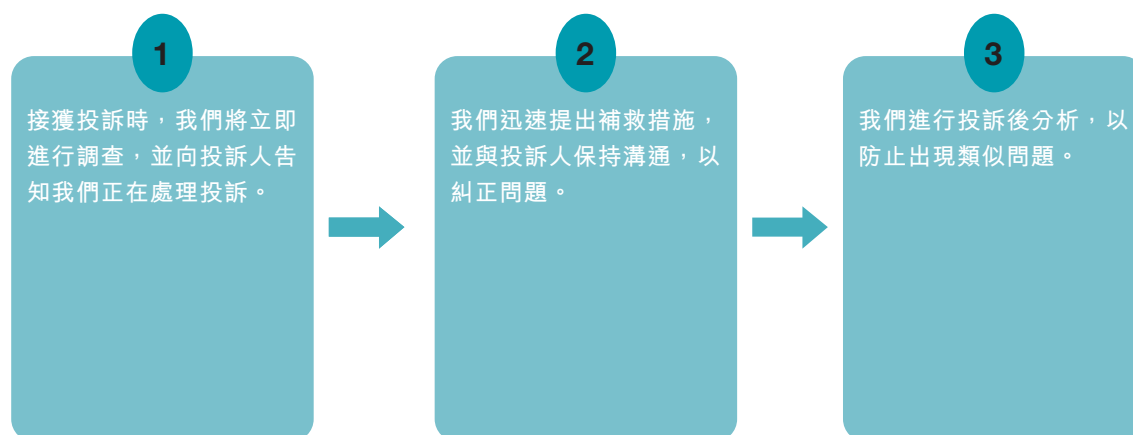 1
接獲投訴時，我們將立即
進行調查，並向投訴人告
知我們正在處理投訴。
2
我們迅速提出補救措施，
並與投訴人保持溝通，以
糾正問題。
3
我們進行投訴後分析，以
防止出現類似問題。